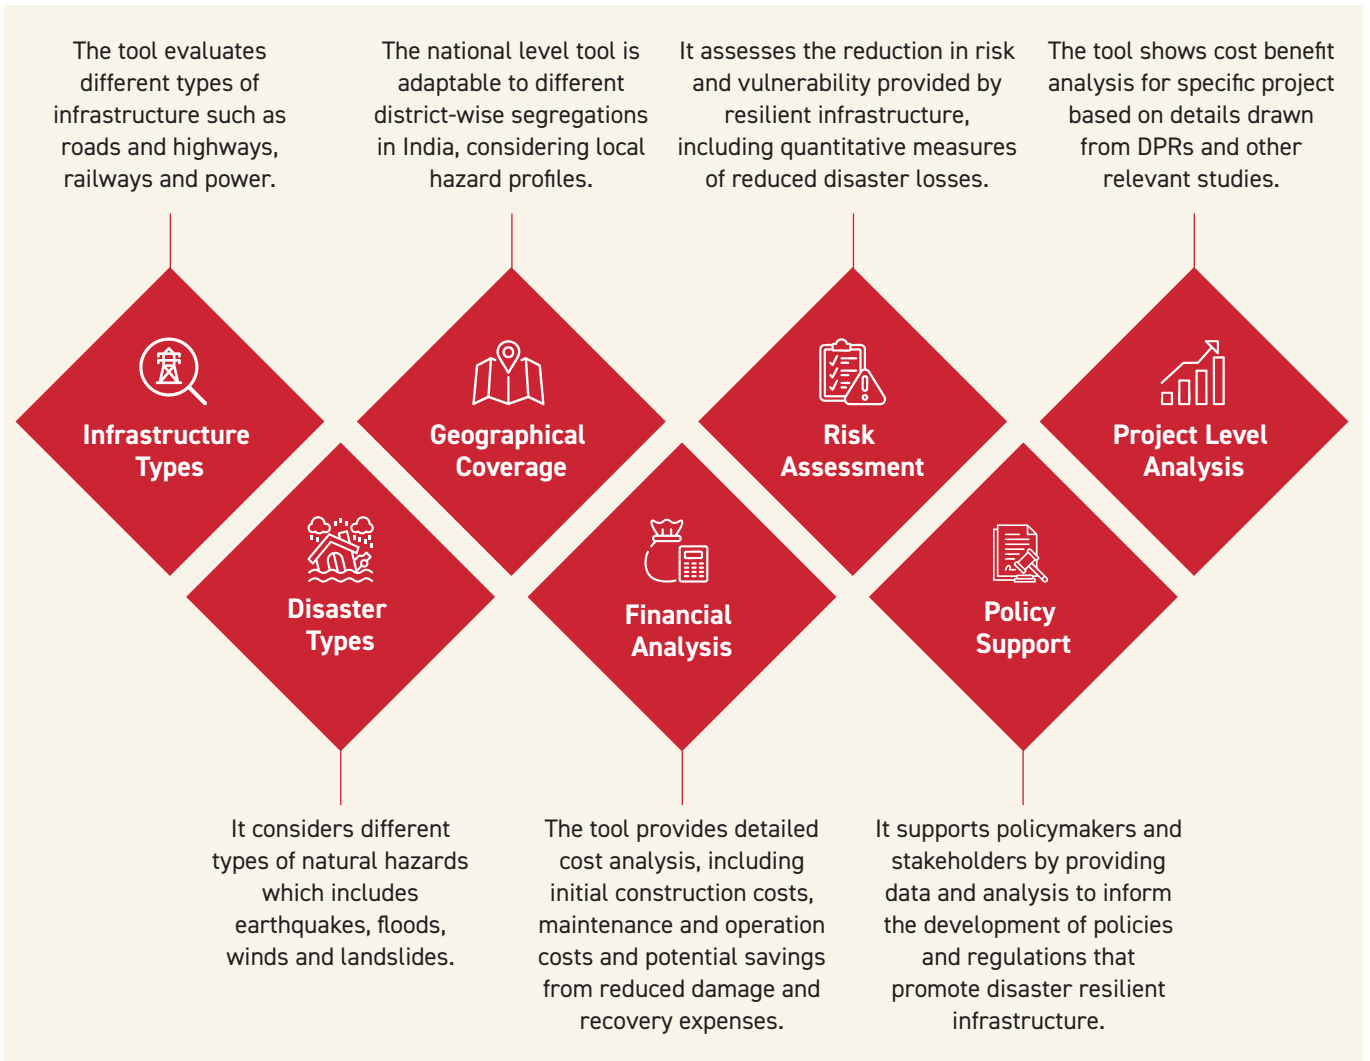 The tool evaluates
different types of
infrastructure such as
roads and highways,
railways and power.
The national level tool is
adaptable to different
district-wise segregations
in India, considering local
hazard profiles.
It assesses the reduction in risk
and vulnerability provided by
resilient infrastructure,
including quantitative measures
of reduced disaster losses.
The tool shows cost benefit
analysis for specific project
based on details drawn
from DPRs and other
relevant studies.
Infrastructure
Types
Geographical
Coverage
Risk
Assessment
Project Level
Analysis
Disaster
Types
Financial
Analysis
Policy
Support
It considers different
types of natural hazards
which includes
earthquakes, floods,
winds and landslides.
The tool provides detailed
cost analysis, including
initial construction costs,
maintenance and operation
costs and potential savings
from reduced damage and
recovery expenses.
It supports policymakers and
stakeholders by providing
data and analysis to inform
the development of policies
and regulations that
promote disaster resilient
infrastructure.